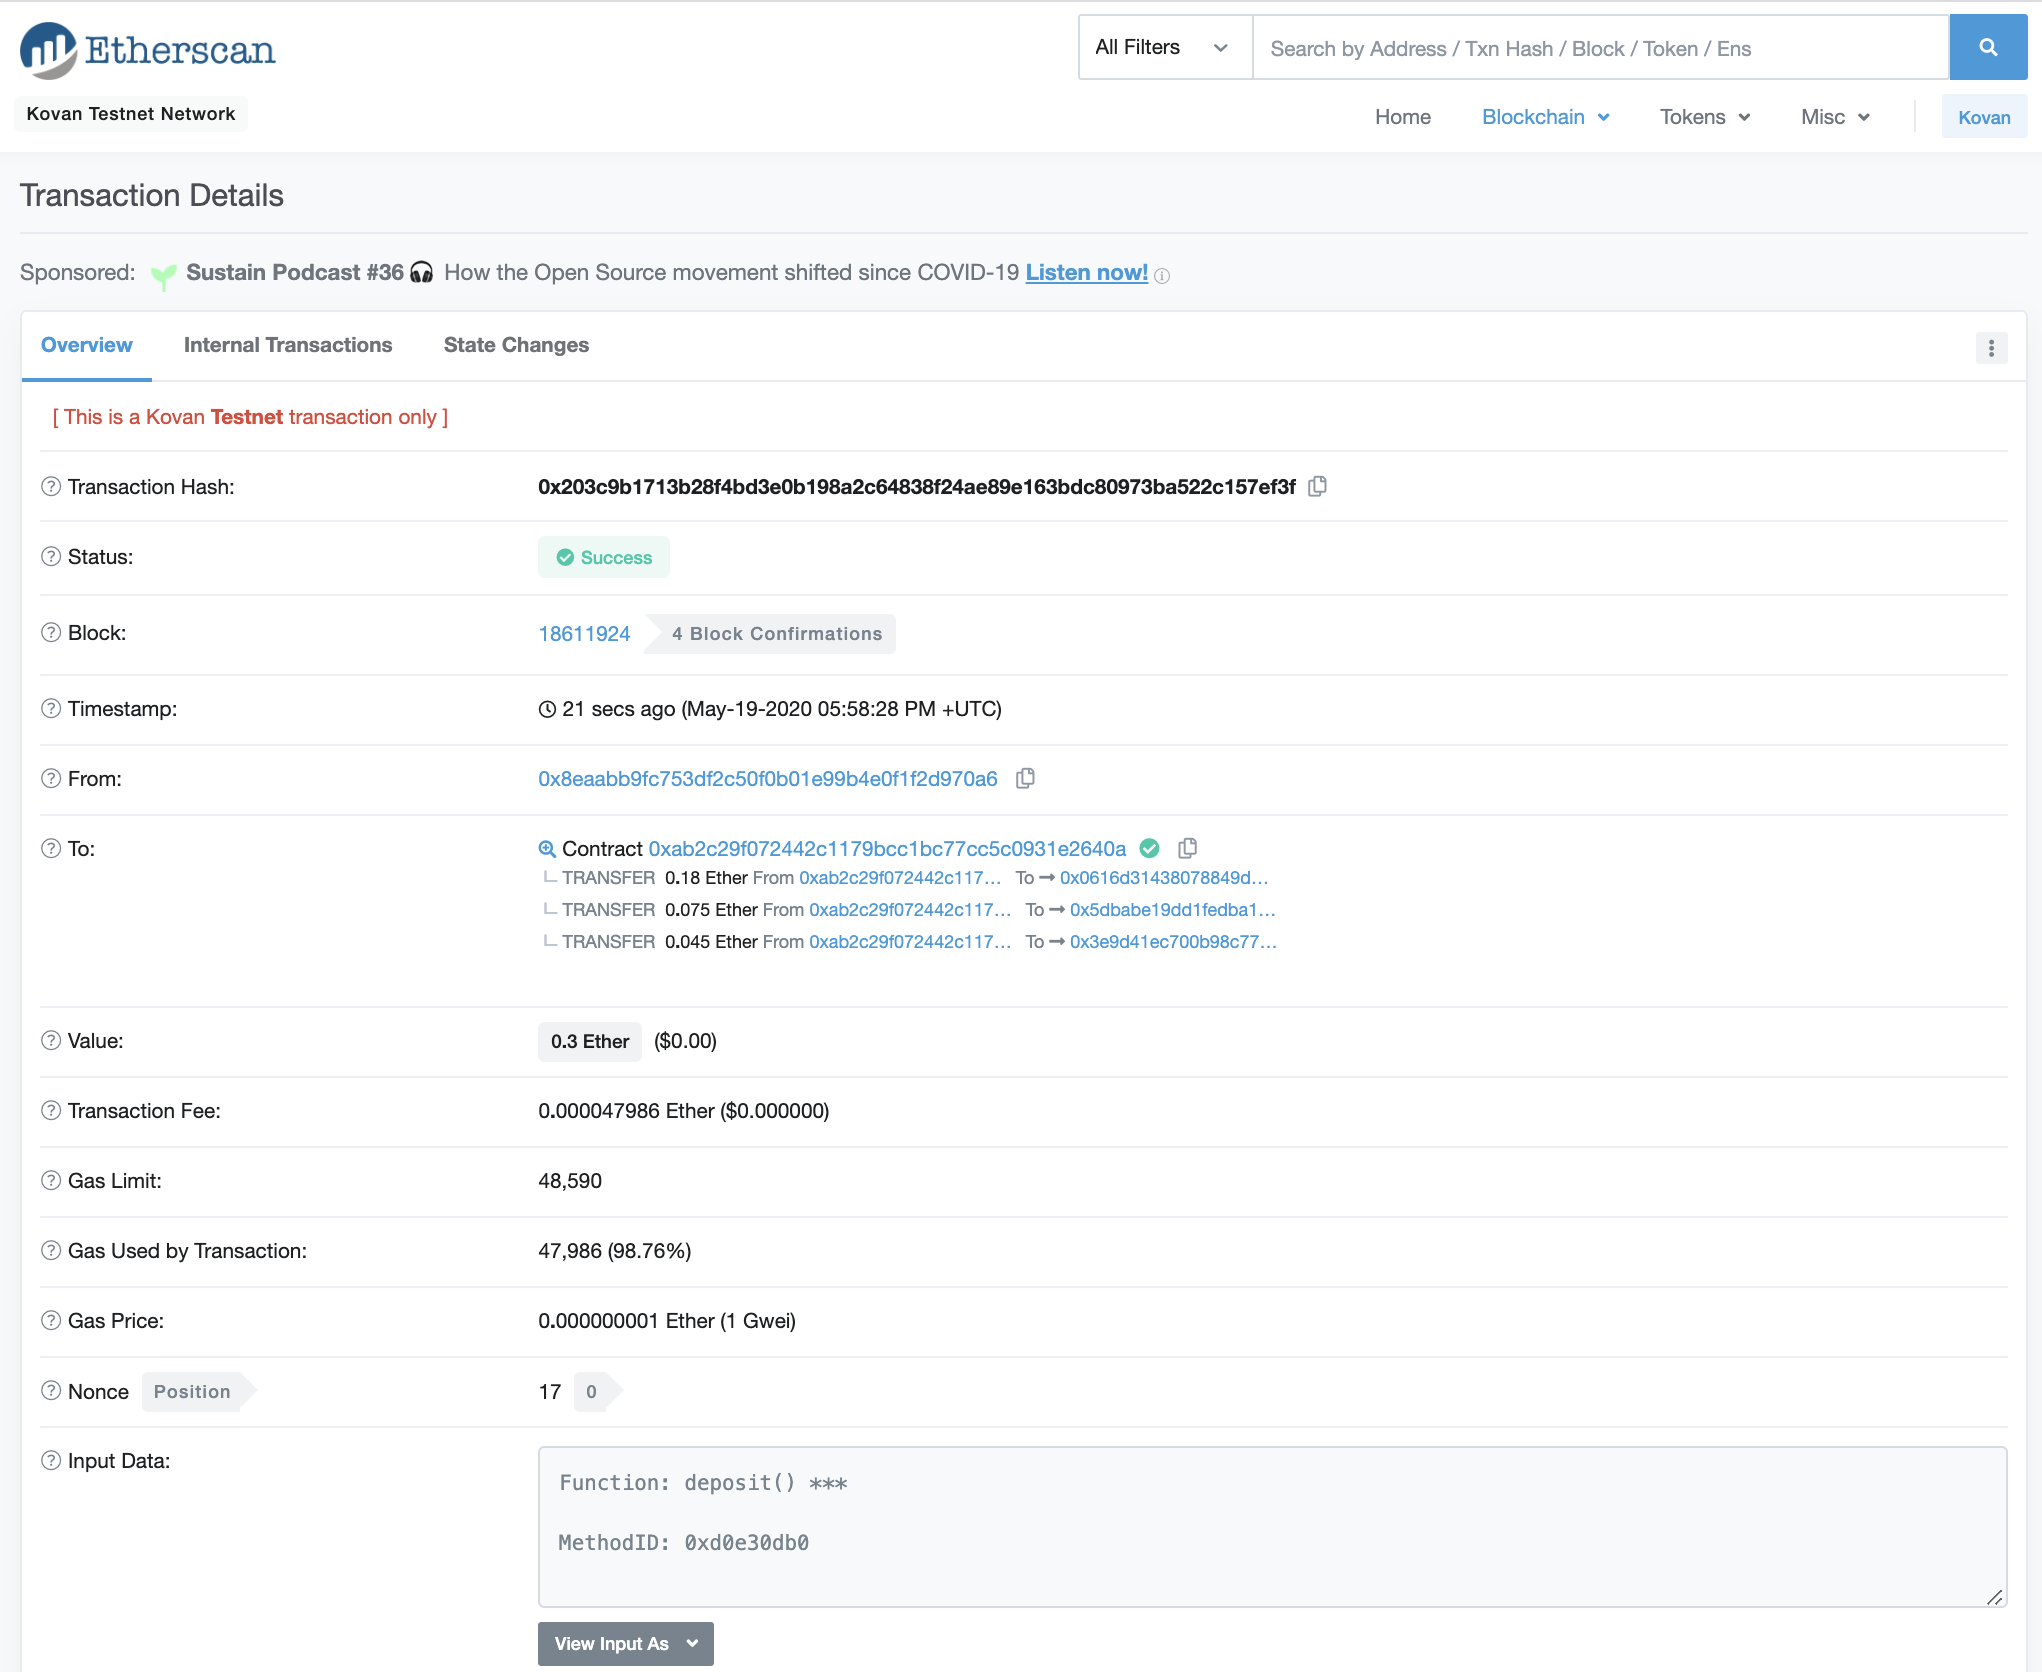 Etherscan
All Filters
Search by Address / Txn Hash / Block / Token / Ens
Kovan Testnet Network
Home Blockchain Tokens Misc Kovan
Transaction Details
Sponsored: Sustain Podcast #36 How the Open Source movement shifted since COVID-19 Listen now!
Overview Internal Transactions State Changes
[ This is a Kovan Testnet transaction only ]
Transaction Hash: 0x203c9b1713b28f4bd3e0b198a2c64838f24ae89e163bdc80973ba522c157ef3f
Status: Success
Block: 18611924 4 Block Confirmations
Timestamp: 21 secs ago (May-19-2020 05:58:28 PM +UTC)
From: 0x8eaabb9fc753df2c50f0b01e99b4e0f1f2d970a6
To: Contract 0xab2c29f072442c1179bcc1bc77cc5c0931e2640a
TRANSFER 0.18 Ether From 0xab2c29f072442c117... To 0x0616d31438078849d...
TRANSFER 0.075 Ether From 0xab2c29f072442c117... To 0x5dbabe19dd1fedba1...
TRANSFER 0.045 Ether From 0xab2c29f072442c117... To 0x3e9d41ec700b98c77...
Value: 0.3 Ether ($0.00)
Transaction Fee: 0.000047986 Ether ($0.000000)
Gas Limit: 48,590
Gas Used by Transaction: 47,986 (98.76%)
Gas Price: 0.000000001 Ether (1 Gwei)
Nonce Position 17 0
Input Data: Function: deposit() ***
MethodID: 0xd0e30db0
View Input As